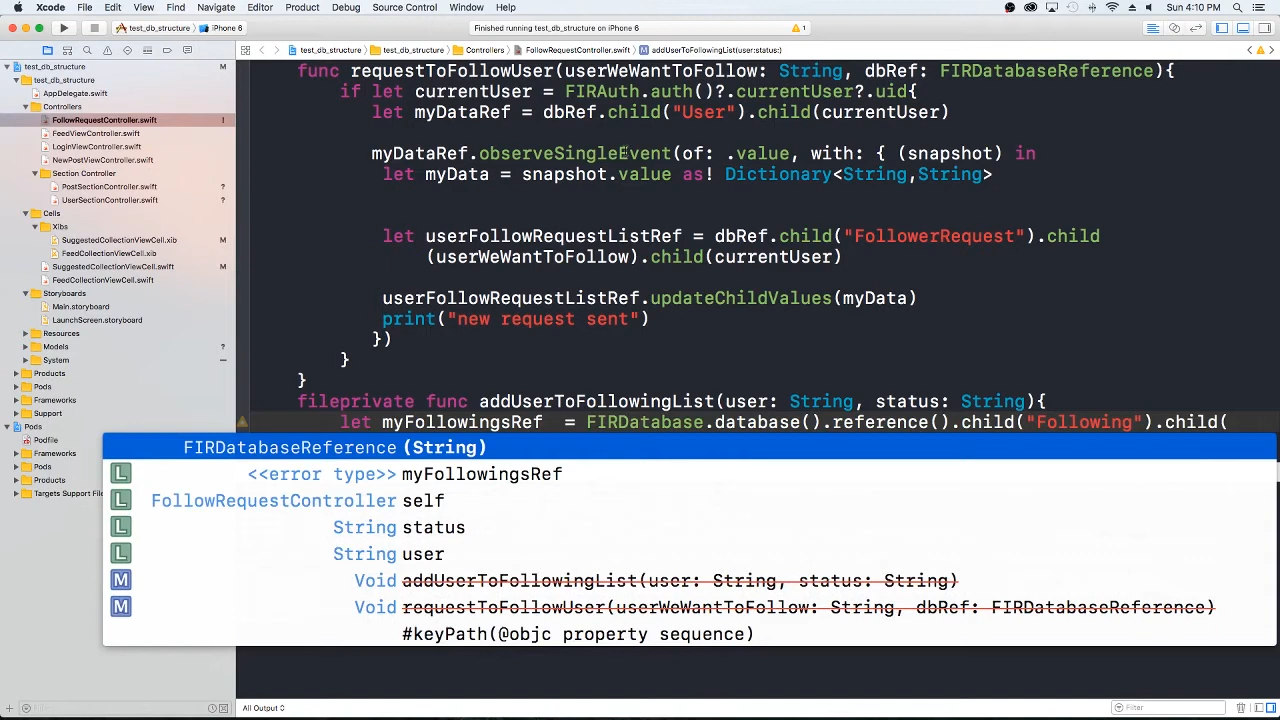 Xcode File Edit View Find Navigate Editor Product Debug Source Control Window Help Sun 4:10 PM
test_db_structure iPhone 6 Finished running test_db_structure on iPhone 6 1
test_db_structure test_db_structure Controllers FollowRequestController.swift addUserToFollowingList(user:status:)
test_db_structure M
test_db_structure
AppDelegate.swift
Controllers
FollowRequestController.swift
FeedViewController.swift
LoginViewController.swift
NewPostViewController.swift
Section Controller
PostSectionController.swift ?
UserSectionController.swift ?
Cells
Xibs
SuggestedCollectionViewCell.xib M
FeedCollectionViewCell.xib
SuggestedCollectionViewCell.swift M
FeedCollectionViewCell.swift
Storyboards
Main.storyboard
LaunchScreen.storyboard
Resources
Models ?
System
Products
Pods
Frameworks
Support
Pods
Podfile
Frameworks
Pods
Products
Targets Support File
func requestToFollowUser(userWeWantToFollow: String, dbRef: FIRDatabaseReference){
if let currentUser = FIRAuth.auth()?.currentUser?.uid{
let myDataRef = dbRef.child("User").child(currentUser)
myDataRef.observeSingleEvent(of: .value, with: { (snapshot) in
let myData = snapshot.value as! Dictionary<String,String>
let userFollowRequestListRef = dbRef.child("FollowerRequest").child
(userWeWantToFollow).child(currentUser)
userFollowRequestListRef.updateChildValues(myData)
print("new request sent")
})
}
}
fileprivate func addUserToFollowingList(user: String, status: String){
let myFollowingsRef = FIRDatabase.database().reference().child("Following").child(
FIRDatabaseReference (String)
L <<error type>> myFollowingsRef
L FollowRequestController self
L String status
L String user
M Void addUserToFollowingList(user: String, status: String)
M Void requestToFollowUser(userWeWantToFollow: String, dbRef: FIRDatabaseReference)
#keyPath(@objc property sequence)
Filter All Output Filter